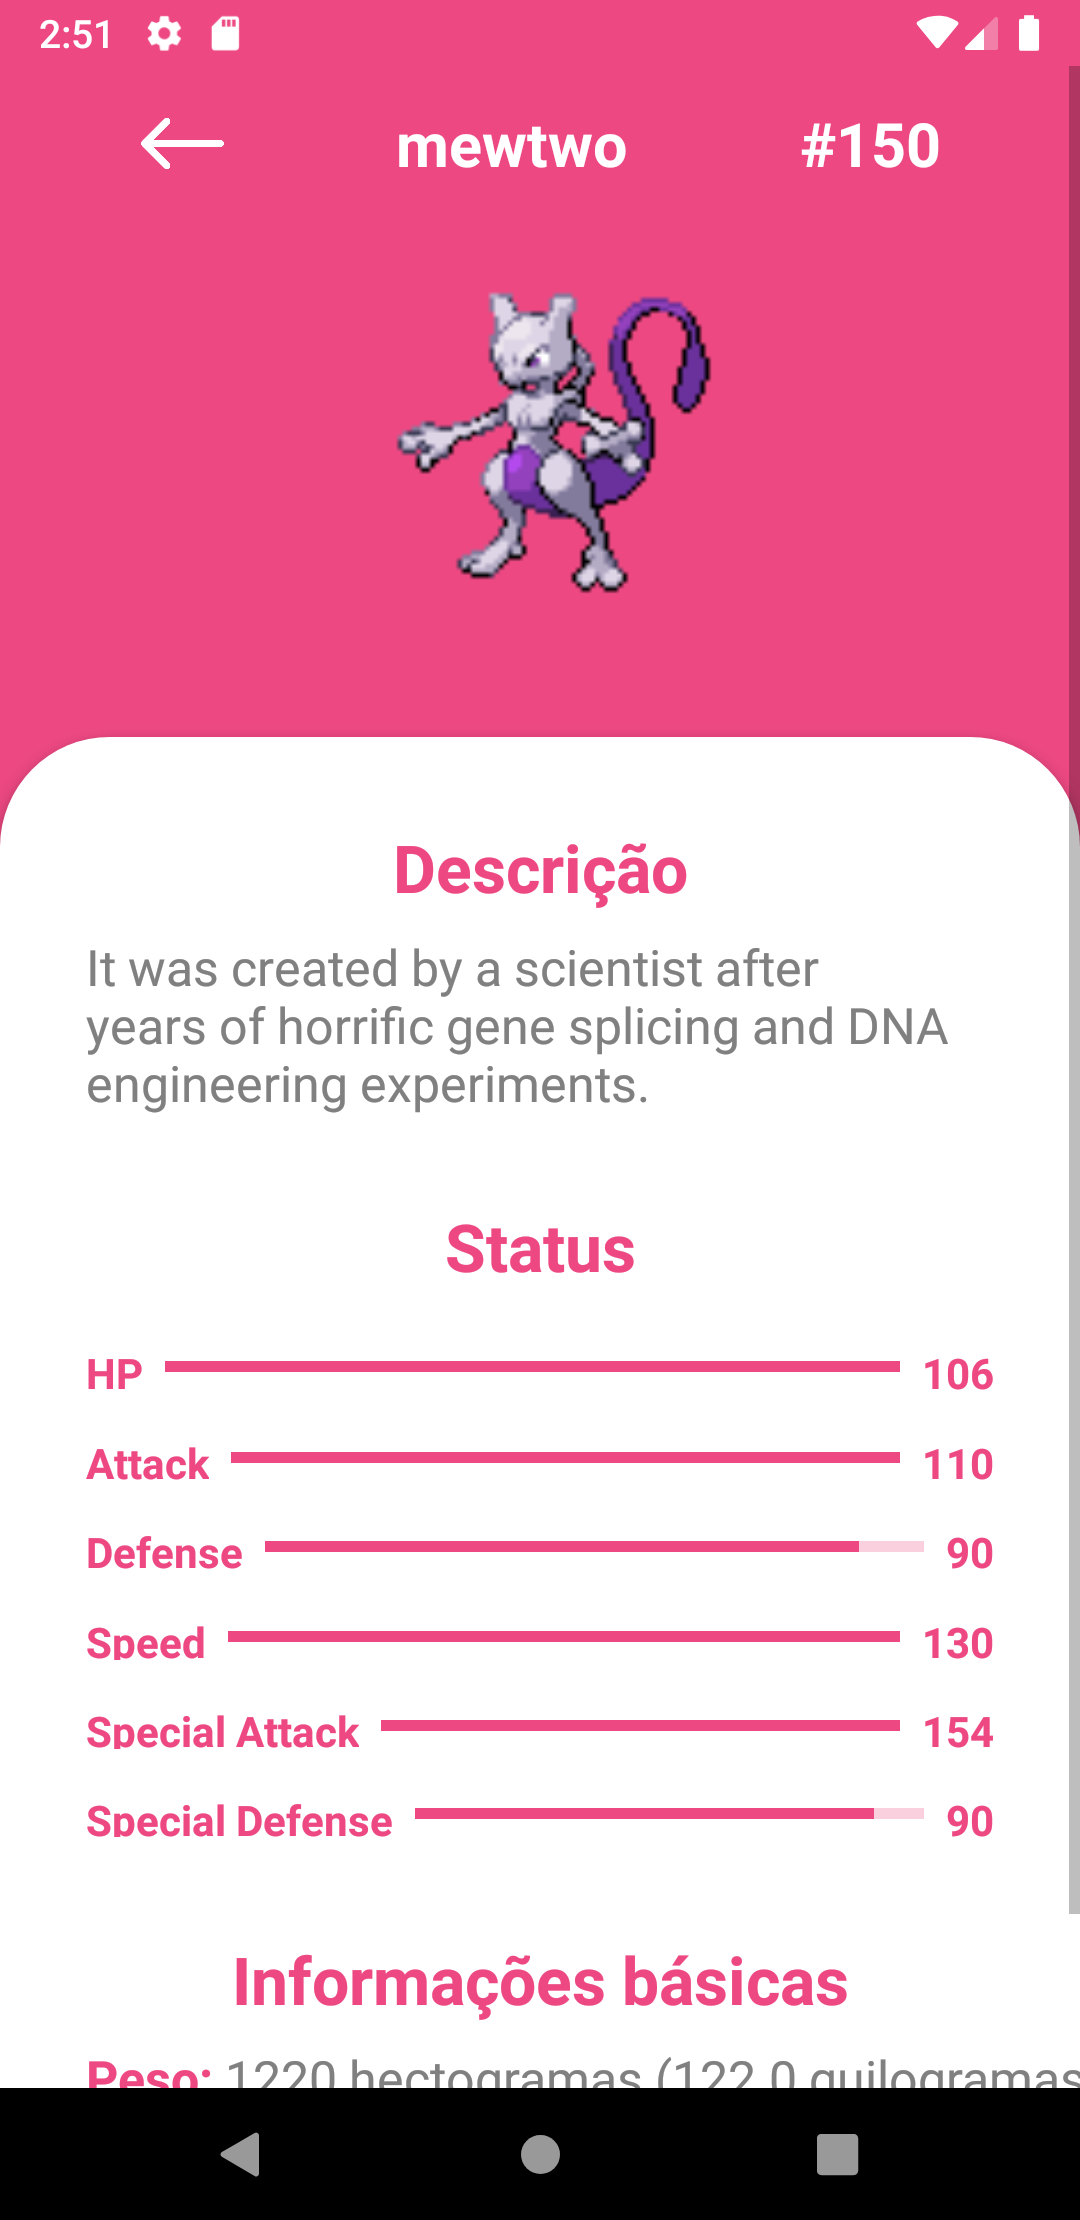 2:51
mewtwo #150
Descrição
It was created by a scientist after
years of horrific gene splicing and DNA
engineering experiments.
Status
HP 106
Attack 110
Defense 90
Speed 130
Special Attack 154
Special Defense 90
Informações básicas
Peso: 1220 hectogramas (122.0 quilogramas